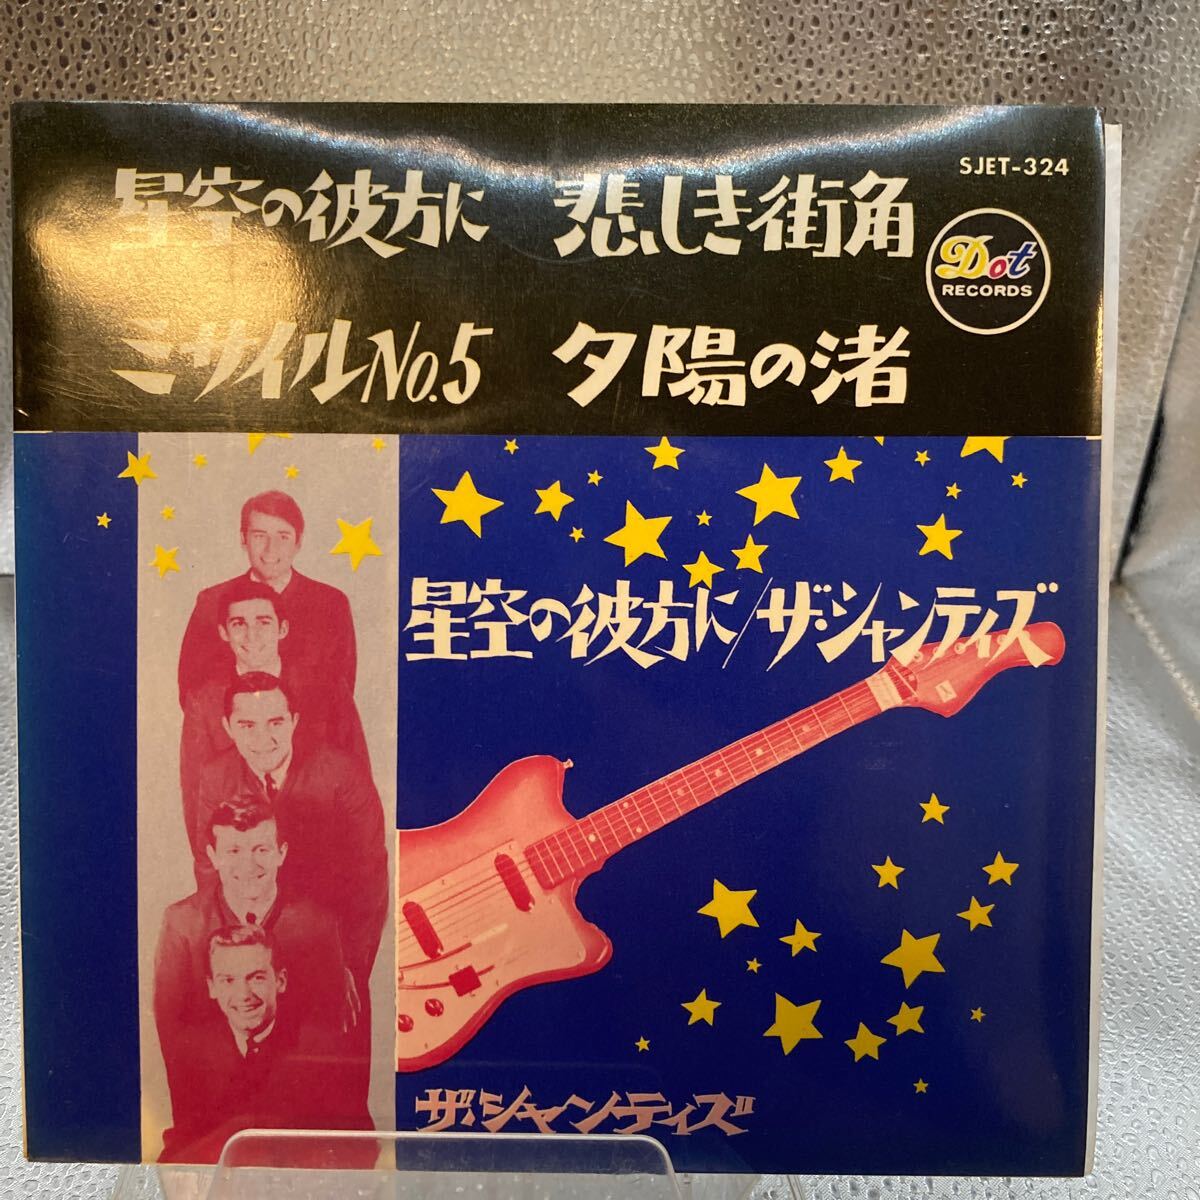 SJET-324
星空の彼方に 悲しき街角
Dot
RECORDS
ミサイルNo.5 夕陽の渚
星空の彼方に/ザ・シャンティズ
ザ・シャンティズ